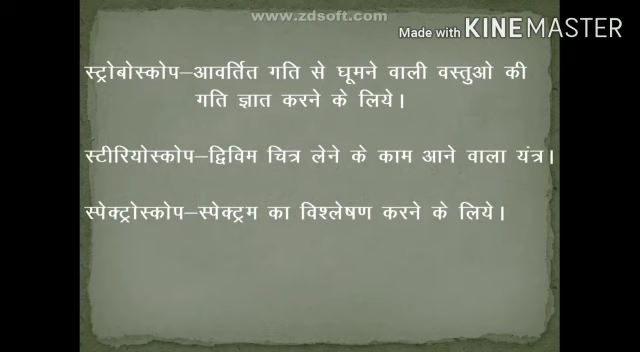 www.zdsoft.com
Made with KINEMASTER
स्ट्रोबोस्कोप–आवर्तित गति से घूमने वाली वस्तुओ की
गति ज्ञात करने के लिये।
स्टीरियोस्कोप–द्विविम चित्र लेने के काम आने वाला यंत्र।
स्पेक्ट्रोस्कोप–स्पेक्ट्रम का विश्लेषण करने के लिये।